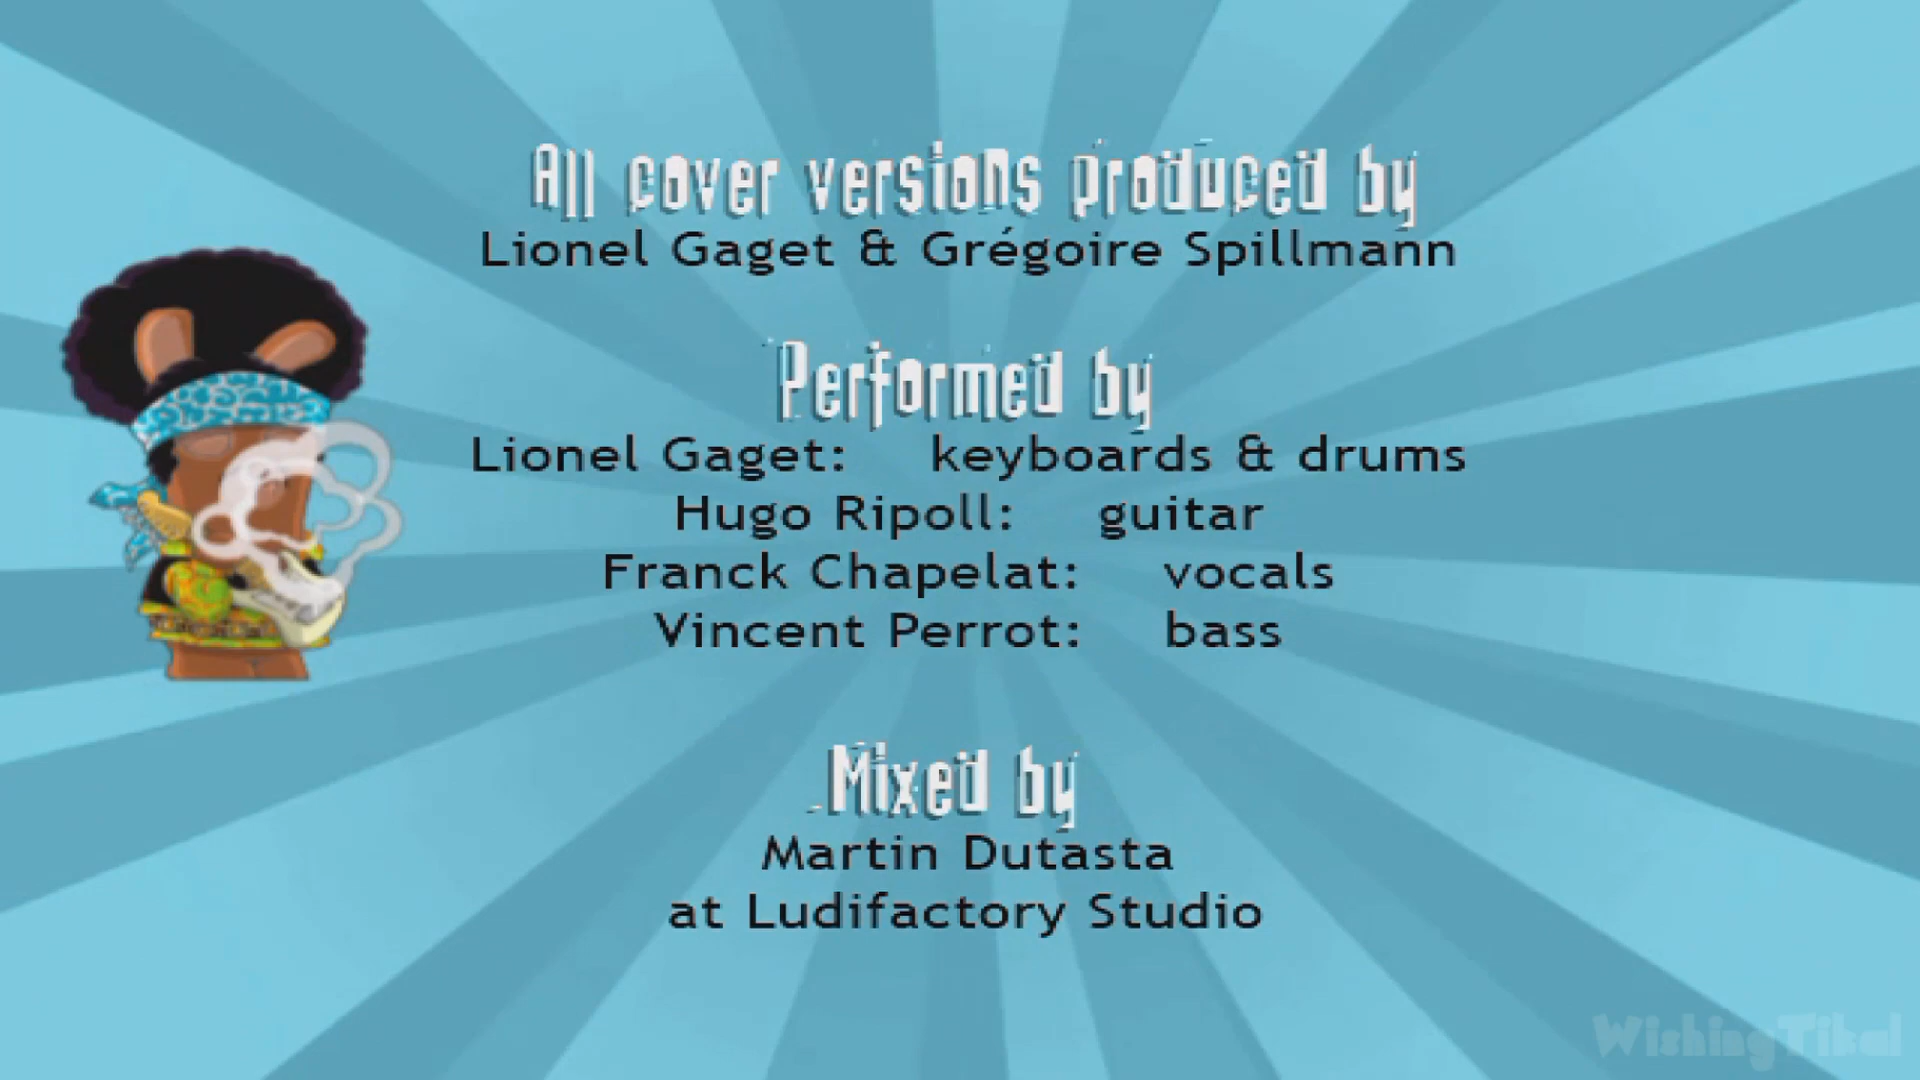 All cover versions produced by
Lionel Gaget & Grégoire Spillmann
Performed by
Lionel Gaget: keyboards & drums
Hugo Ripoll: guitar
Franck Chapelat: vocals
Vincent Perrot: bass
Mixed by
Martin Dutasta
at Ludifactory Studio
WishingTikal